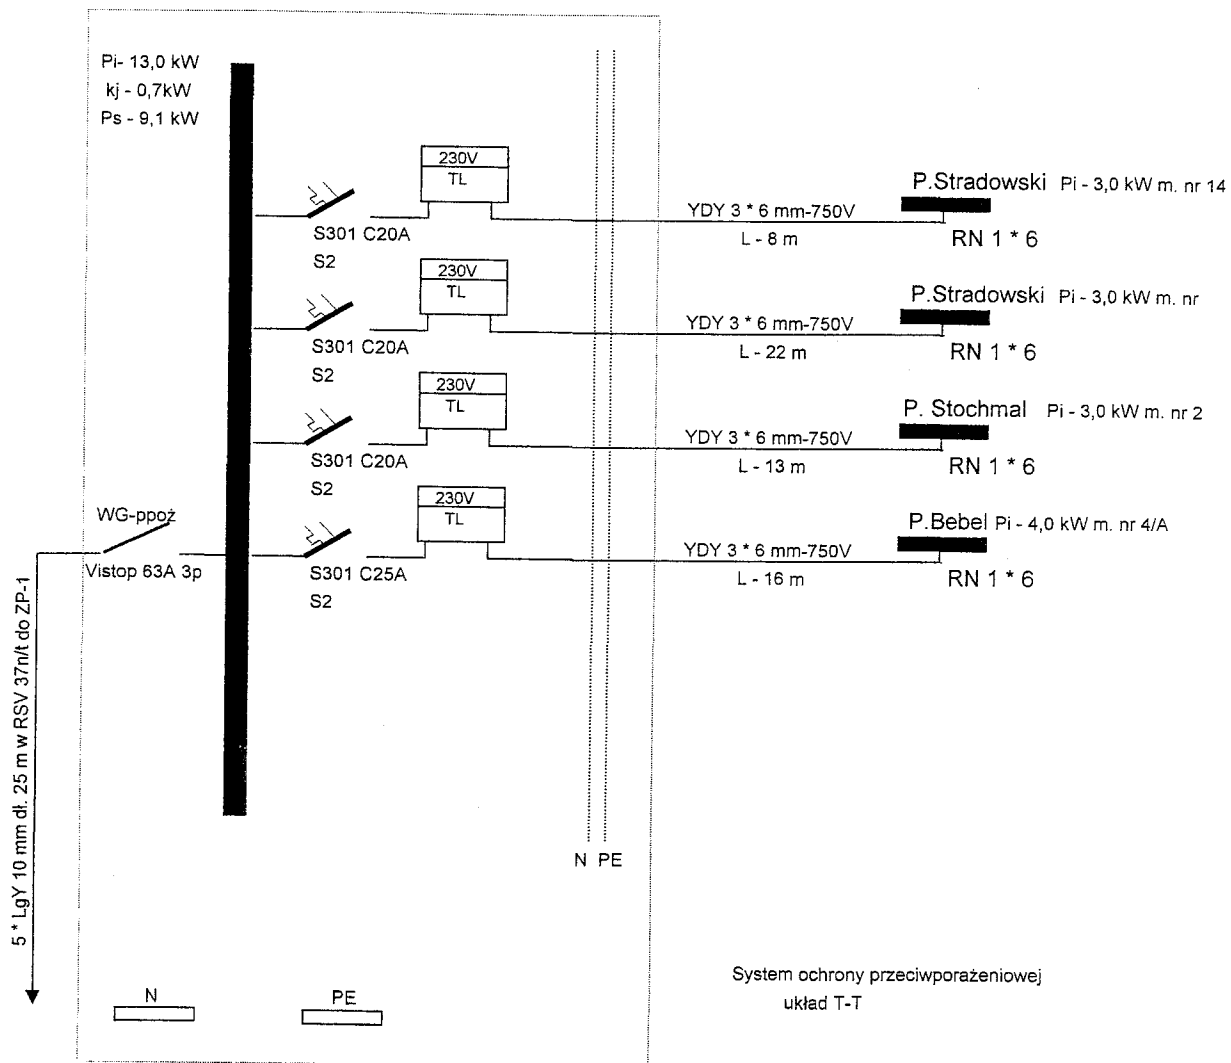 Pi- 13,0 kW
kj - 0,7kW
Ps - 9,1 kW
230V
TL
S301 C20A
S2
YDY 3 * 6 mm-750V
L - 8 m
P.Stradowski Pi - 3,0 kW m. nr 14
RN 1 * 6
230V
TL
S301 C20A
S2
YDY 3 * 6 mm-750V
L - 22 m
P.Stradowski Pi - 3,0 kW m. nr
RN 1 * 6
230V
TL
S301 C20A
S2
YDY 3 * 6 mm-750V
L - 13 m
P. Stochmal Pi - 3,0 kW m. nr 2
RN 1 * 6
230V
TL
S301 C25A
S2
YDY 3 * 6 mm-750V
L - 16 m
P.Bebel Pi - 4,0 kW m. nr 4/A
RN 1 * 6
WG-ppoż
Vistop 63A 3p
5 * LgY 10 mm dł. 25 m w RSV 37n/t do ZP-1
N PE
N
PE
System ochrony przeciwporażeniowej
układ T-T